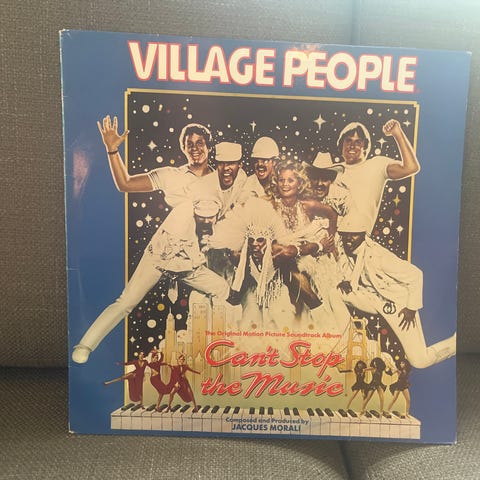 VILLAGE PEOPLE
The Original Motion Picture Soundtrack Album
Can't Stop
the Music
Composed and Produced by
JACQUES MORALI